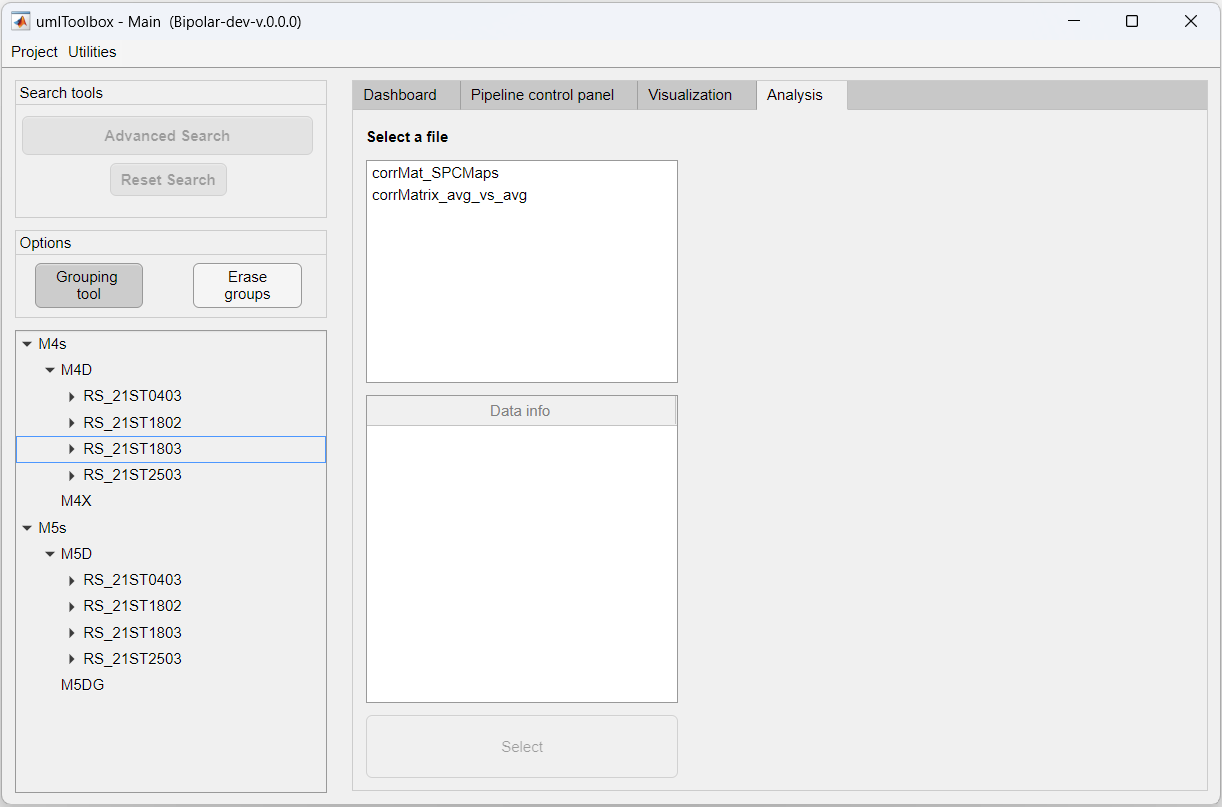 umIToolbox - Main  (Bipolar-dev-v.0.0.0)
Project Utilities
Search tools
Advanced Search
Reset Search
Options
Grouping
tool
Erase
groups
M4s
M4D
RS_21ST0403
RS_21ST1802
RS_21ST1803
RS_21ST2503
M4X
M5s
M5D
RS_21ST0403
RS_21ST1802
RS_21ST1803
RS_21ST2503
M5DG
Dashboard Pipeline control panel Visualization Analysis
Select a file
corrMat_SPCMaps
corrMatrix_avg_vs_avg
Data info
Select